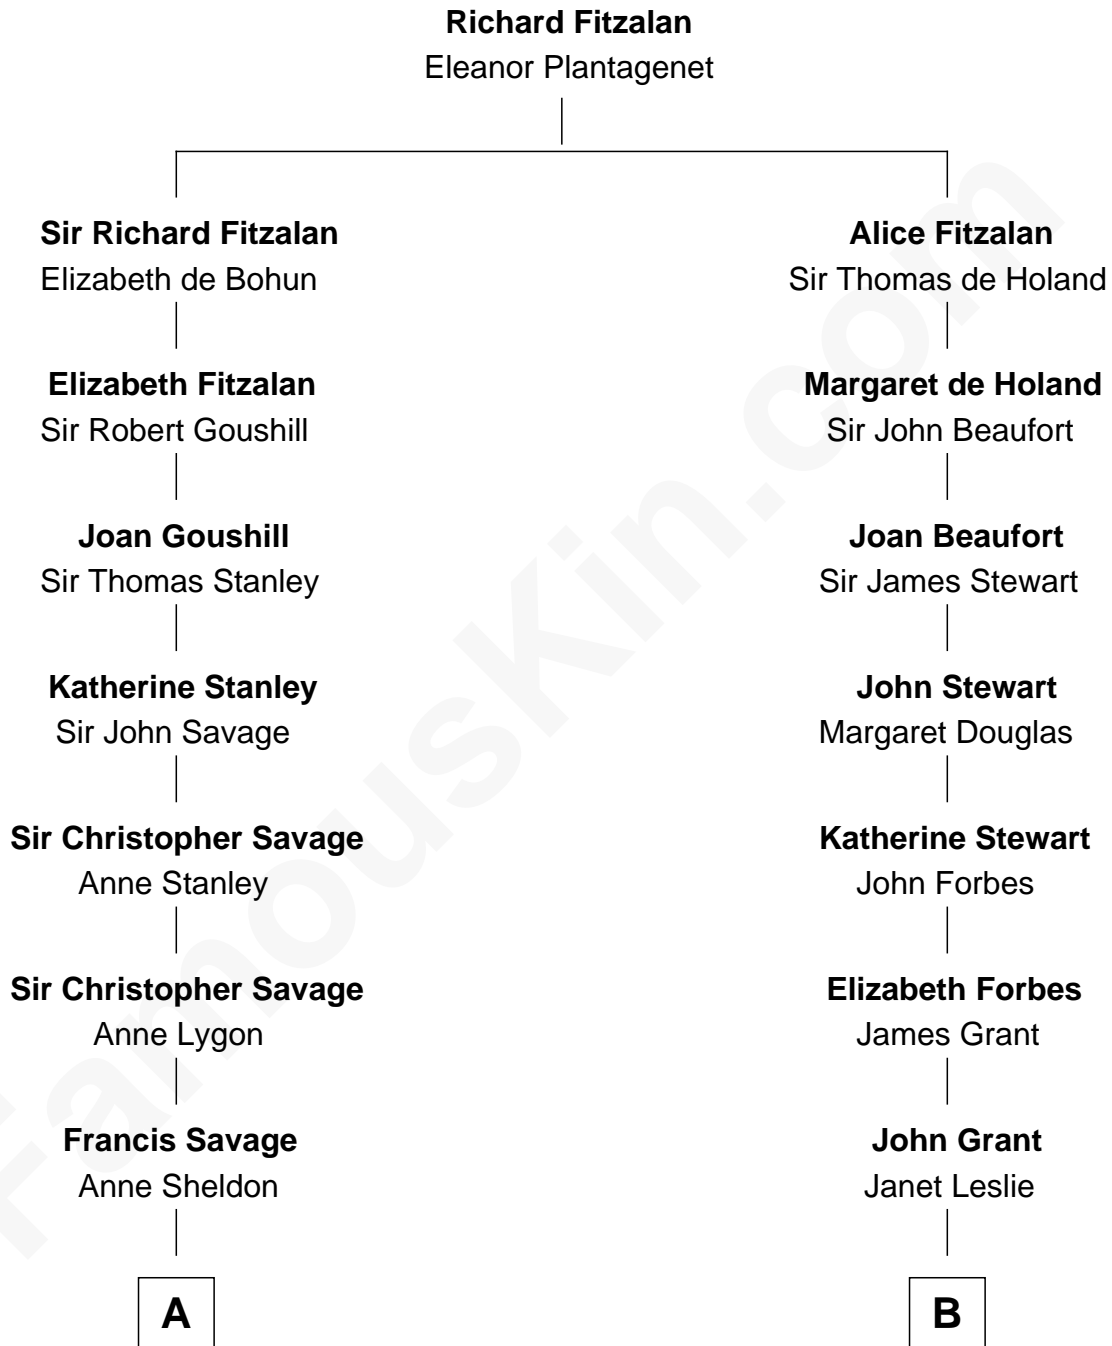 Richard Fitzalan
Eleanor Plantagenet
Sir Richard Fitzalan
Elizabeth de Bohun
Alice Fitzalan
Sir Thomas de Holand
Elizabeth Fitzalan
Sir Robert Goushill
Margaret de Holand
Sir John Beaufort
Joan Goushill
Sir Thomas Stanley
Joan Beaufort
Sir James Stewart
Katherine Stanley
Sir John Savage
John Stewart
Margaret Douglas
Sir Christopher Savage
Anne Stanley
Katherine Stewart
John Forbes
Sir Christopher Savage
Anne Lygon
Elizabeth Forbes
James Grant
Francis Savage
Anne Sheldon
John Grant
Janet Leslie
A
B
FamousKin.com